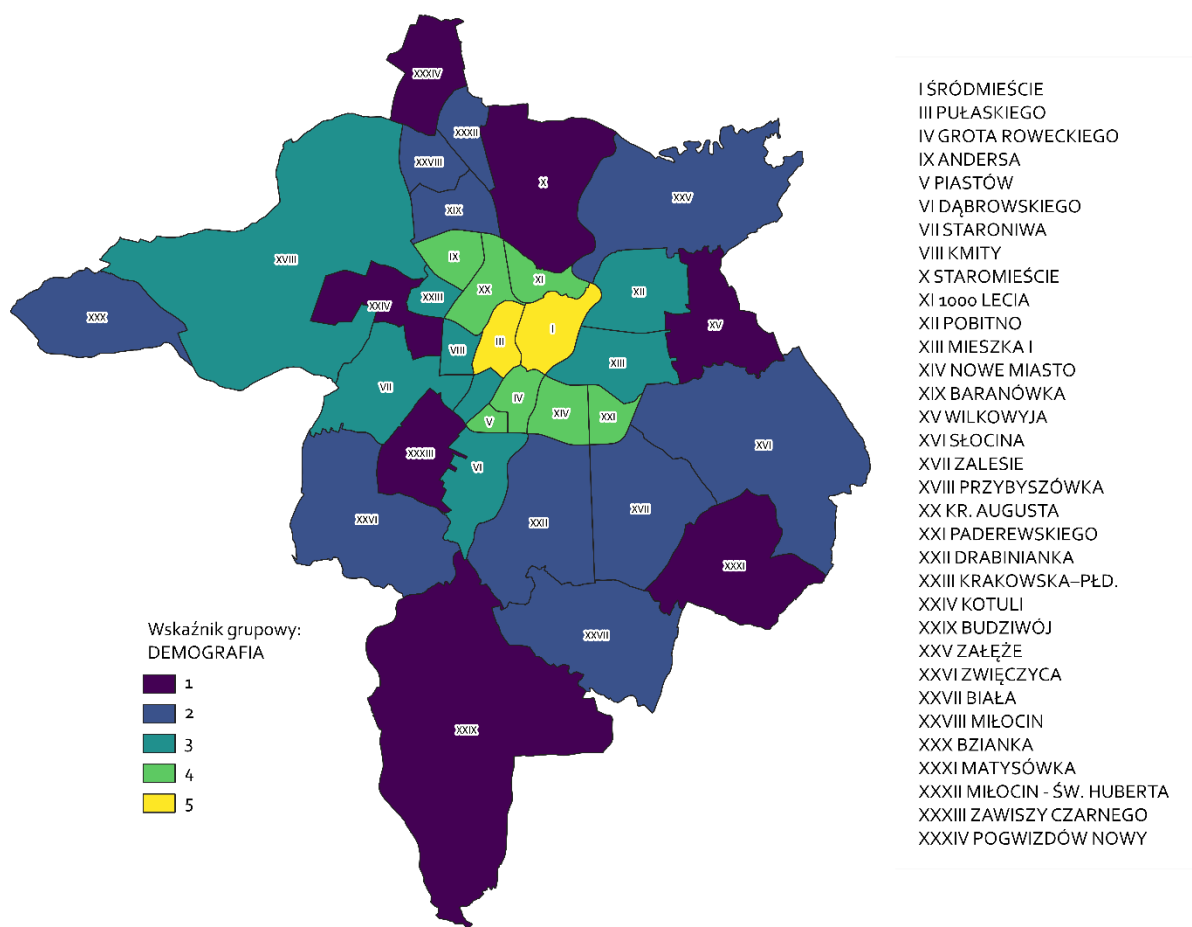 XXXIV
XXXII
XXVIII
X
XXV
XIX
IX
XVIII
XI
XX
XII
XXIV
XXIII
XXX
XV
I
III
VIII
XIII
VII
IV
XIV
XXI
V
XVI
XXXIII
VI
XVII
XXII
XXVI
XXXI
XXVII
XXIX
Wskaźnik grupowy:
DEMOGRAFIA
1
2
3
4
5
I ŚRÓDMIEŚCIE
III PUŁASKIEGO
IV GROTA ROWECKIEGO
IX ANDERSA
V PIASTÓW
VI DĄBROWSKIEGO
VII STARONIWA
VIII KMITY
X STAROMIEŚCIE
XI 1000 LECIA
XII POBITNO
XIII MIESZKA I
XIV NOWE MIASTO
XIX BARANÓWKA
XV WILKOWYJA
XVI SŁOCINA
XVII ZALESIE
XVIII PRZYBYSZÓWKA
XX KR. AUGUSTA
XXI PADEREWSKIEGO
XXII DRABINIANKA
XXIII KRAKOWSKA–PŁD.
XXIV KOTULI
XXIX BUDZIWÓJ
XXV ZAŁĘŻE
XXVI ZWIĘCZYCA
XXVII BIAŁA
XXVIII MIŁOCIN
XXX BZIANKA
XXXI MATYSÓWKA
XXXII MIŁOCIN - ŚW. HUBERTA
XXXIII ZAWISZY CZARNEGO
XXXIV POGWIZDÓW NOWY